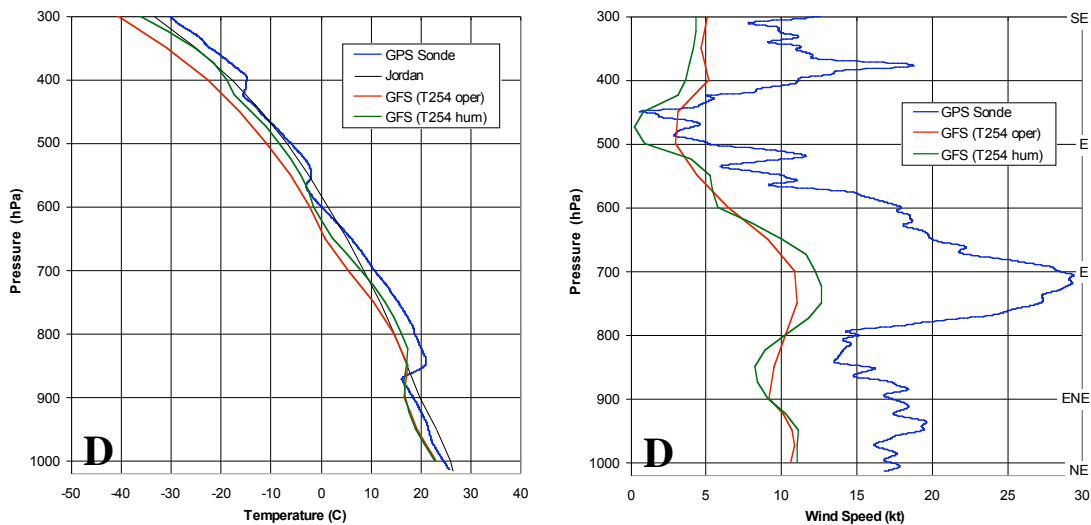 300
400
500
600
700
800
900
1000
Pressure (hPa)
GPS Sonde
Jordan
GFS (T254 oper)
GFS (T254 hum)
D
-50 -40 -30 -20 -10 0 10 20 30 40
Temperature (C)
300
400
500
600
700
800
900
1000
Pressure (hPa)
GPS Sonde
GFS (T254 oper)
GFS (T254 hum)
SE
E
E
ENE
NE
D
0 5 10 15 20 25 30
Wind Speed (kt)